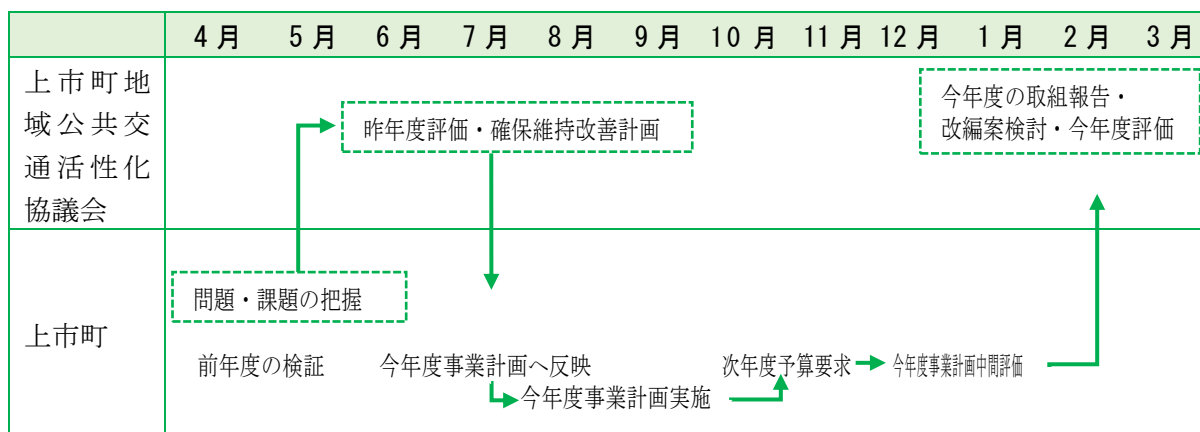 4月 5月 6月 7月 8月 9月 10月 11月 12月 1月 2月 3月
上市町地
域公共交
通活性化
協議会
昨年度評価・確保維持改善計画
今年度の取組報告・
改編案検討・今年度評価
上市町
問題・課題の把握
前年度の検証
今年度事業計画へ反映
次年度予算要求
今年度事業計画中間評価
今年度事業計画実施